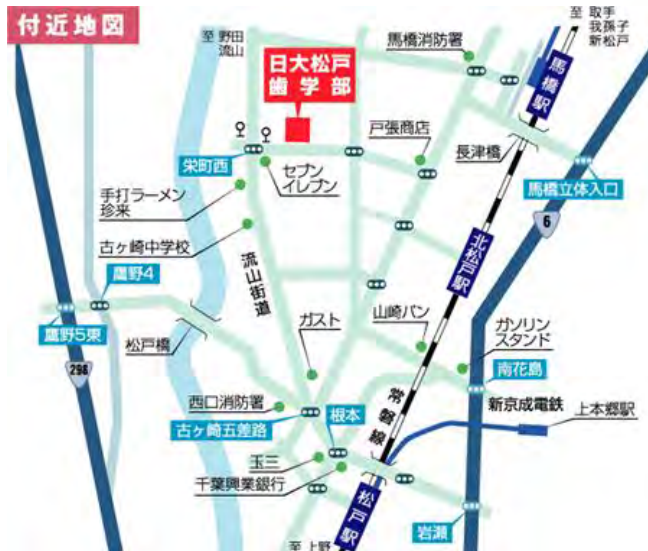 付近地図
至 野田
流山
日大松戸
歯学部
馬橋消防署
至 取手
我孫子
新松戸
馬橋駅
戸張商店
長津橋
栄町西
セブン
イレブン
馬橋立体入口
手打ラーメン
珍来
6
古ヶ崎中学校
流山街道
北松戸駅
鷹野4
鷹野5東
松戸橋
ガスト
山崎パン
ガソリン
スタンド
298
南花島
西口消防署
常磐線
新京成電鉄
上本郷駅
古ヶ崎五差路
根本
玉三
千葉興業銀行
松戸駅
岩瀬
至 上野